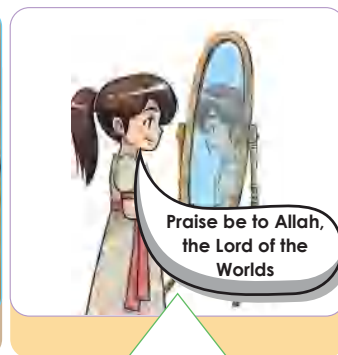 Praise be to Allah,
the Lord of the
Worlds